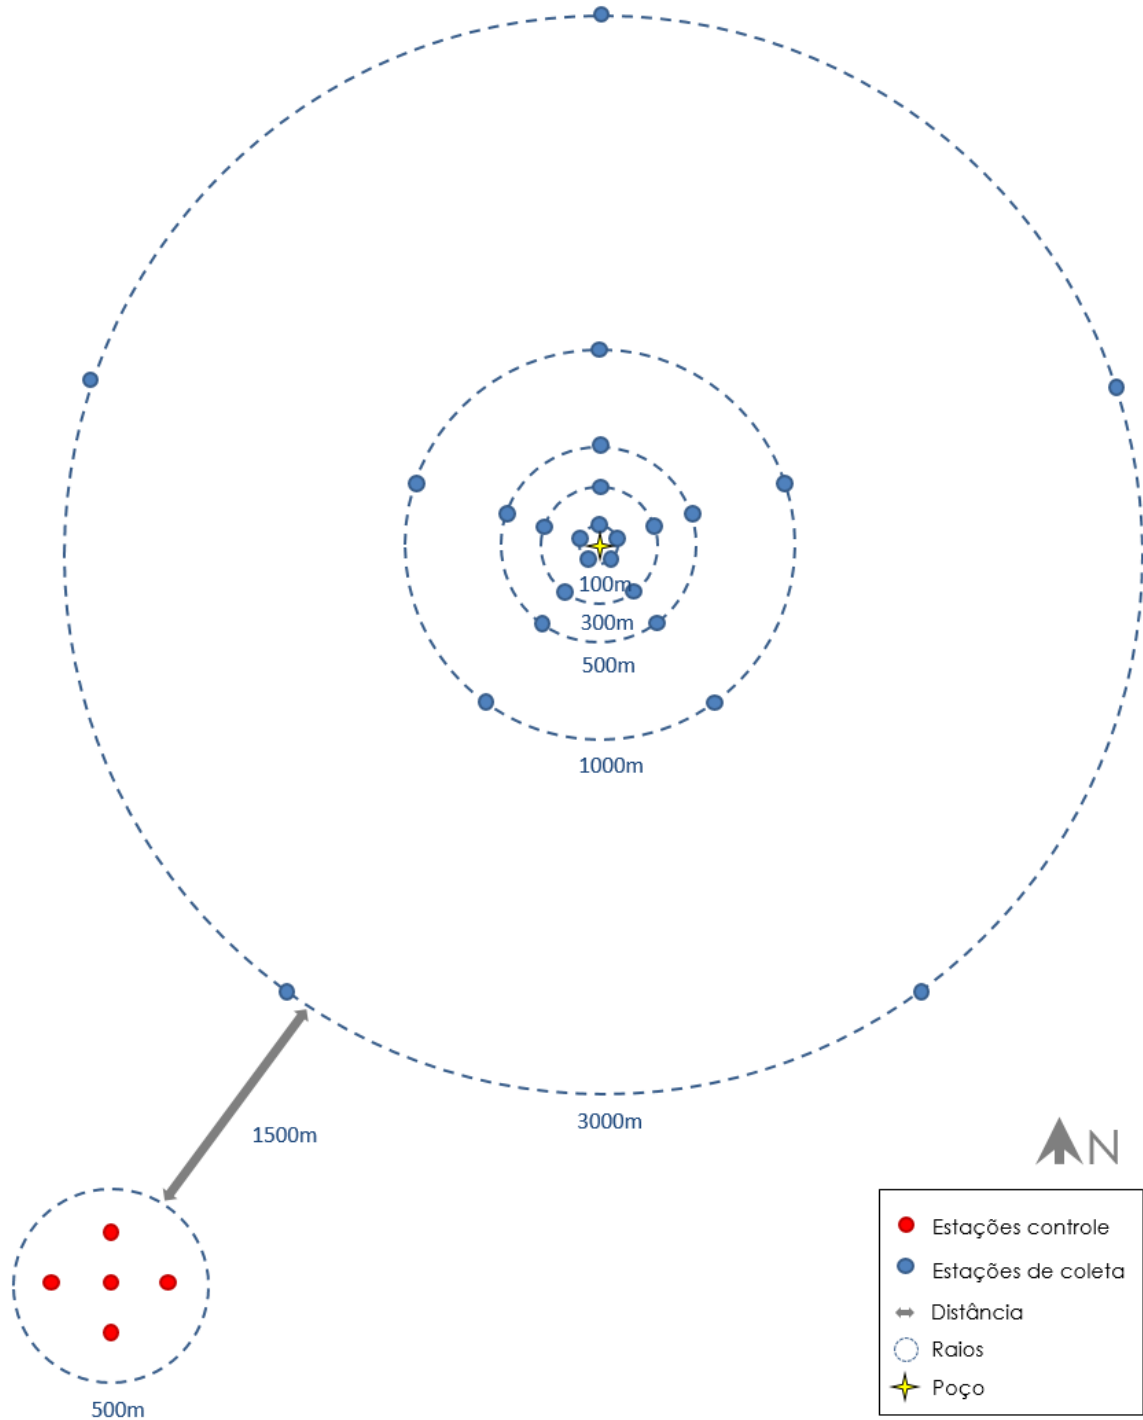 100m
300m
500m
1000m
3000m
1500m
500m
N
Estações controle
Estações de coleta
Distância
Raios
Poço